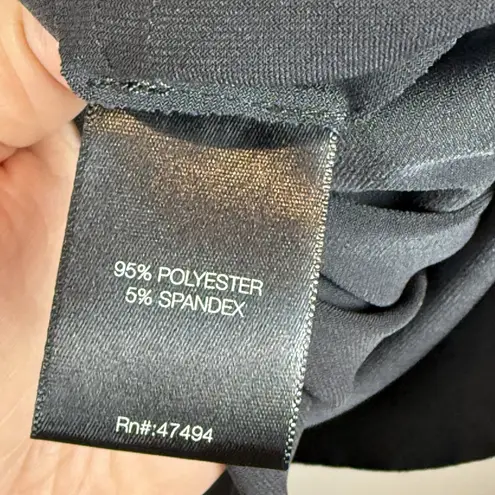 95% POLYESTER
5% SPANDEX
Rn#:47494